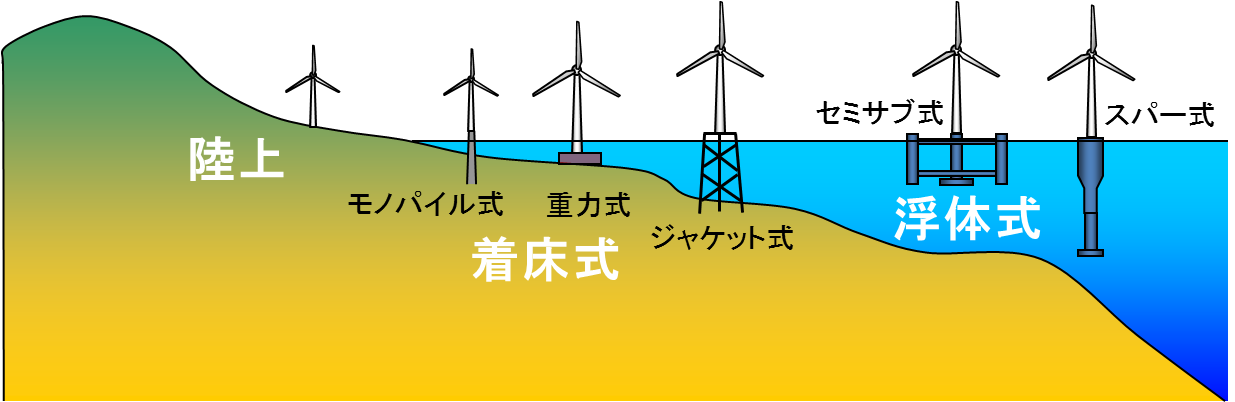 セミサブ式
スパー式
陸上
モノパイル式
重力式
ジャケット式
浮体式
着床式